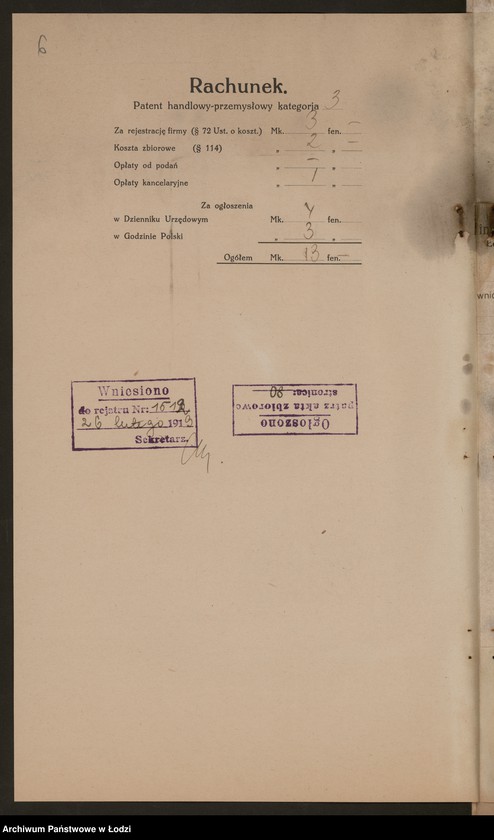 6
Rachunek.
Patent handlowy-przemysłowy kategorja 3
Za rejestrację firmy (§ 72 Ust. o koszt.) Mk. 3 fen. —
Koszta zbiorowe (§ 114) „ 2 „ —
Opłaty od podań „ — „
Opłaty kancelaryjne „ 1 „
Za ogłoszenia
w Dzienniku Urzędowym Mk. 4 fen.
w Godzinie Polski „ 3 „
Ogółem Mk. 13 fen. —
Wniesiono
do rejstru Nr: 1512
26 lutego 1919
Sekretarz
Ogłoszono
patrz akta zbiorowe
stronica: 80
wnio
Archiwum Państwowe w Łodzi